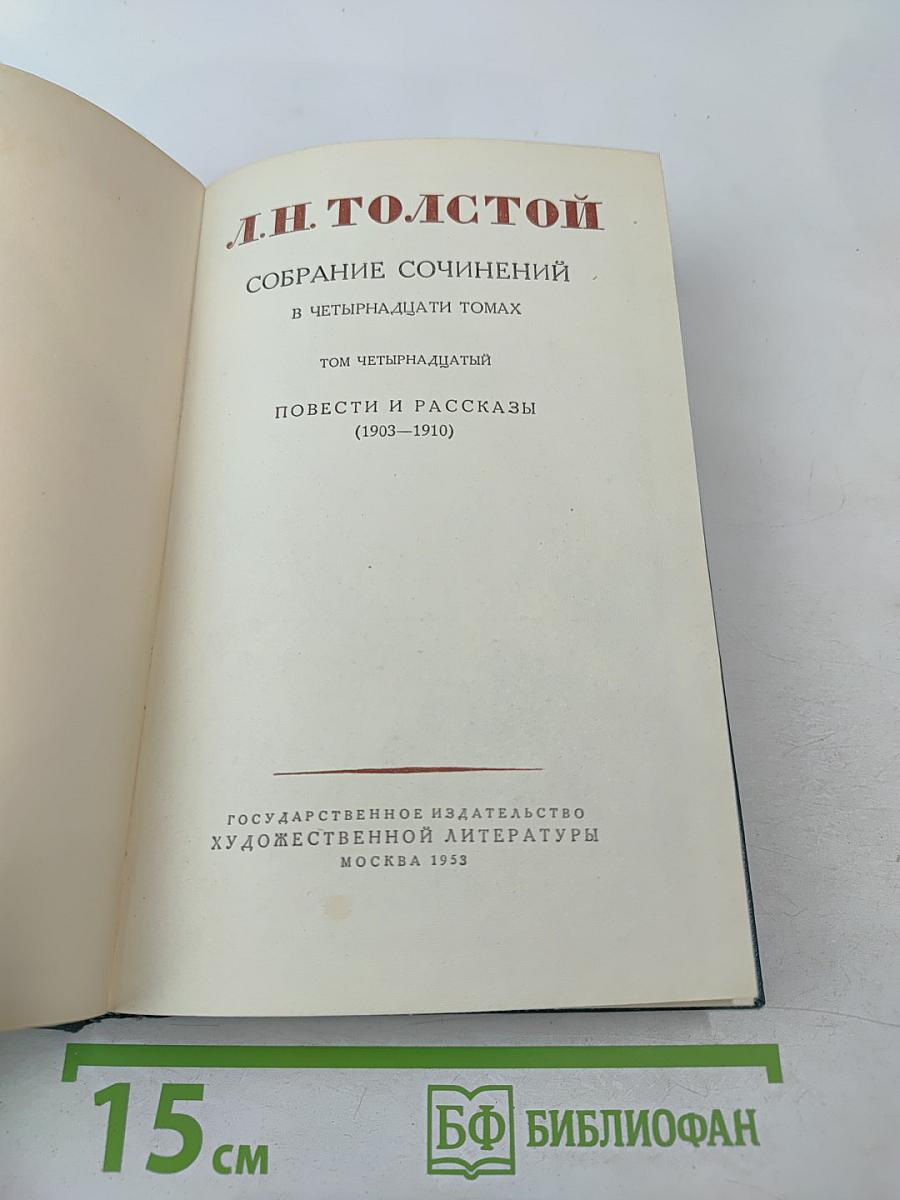 Л.Н. ТОЛСТОЙ
СОБРАНИЕ СОЧИНЕНИЙ
В ЧЕТЫРНАДЦАТИ ТОМАХ
ТОМ ЧЕТЫРНАДЦАТЫЙ
ПОВЕСТИ И РАССКАЗЫ
(1903—1910)
ГОСУДАРСТВЕННОЕ ИЗДАТЕЛЬСТВО
ХУДОЖЕСТВЕННОЙ ЛИТЕРАТУРЫ
МОСКВА 1953
15 см
БФ БИБЛИОФАН